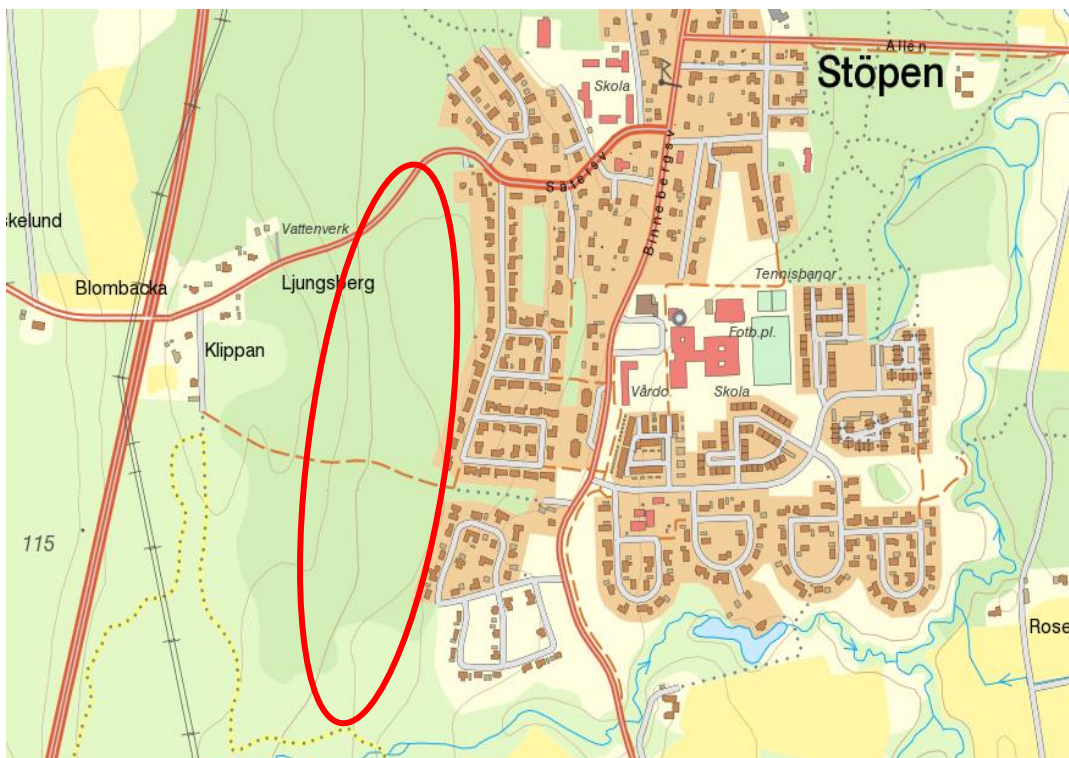 Allén
Stöpen
Skola
Sätersv.
Binnebergsv.
skelund
Vattenverk
Blombacka
Ljungsberg
Tennisbanor
Klippan
Fotb.pl.
Vårdc.
Skola
115
Rose